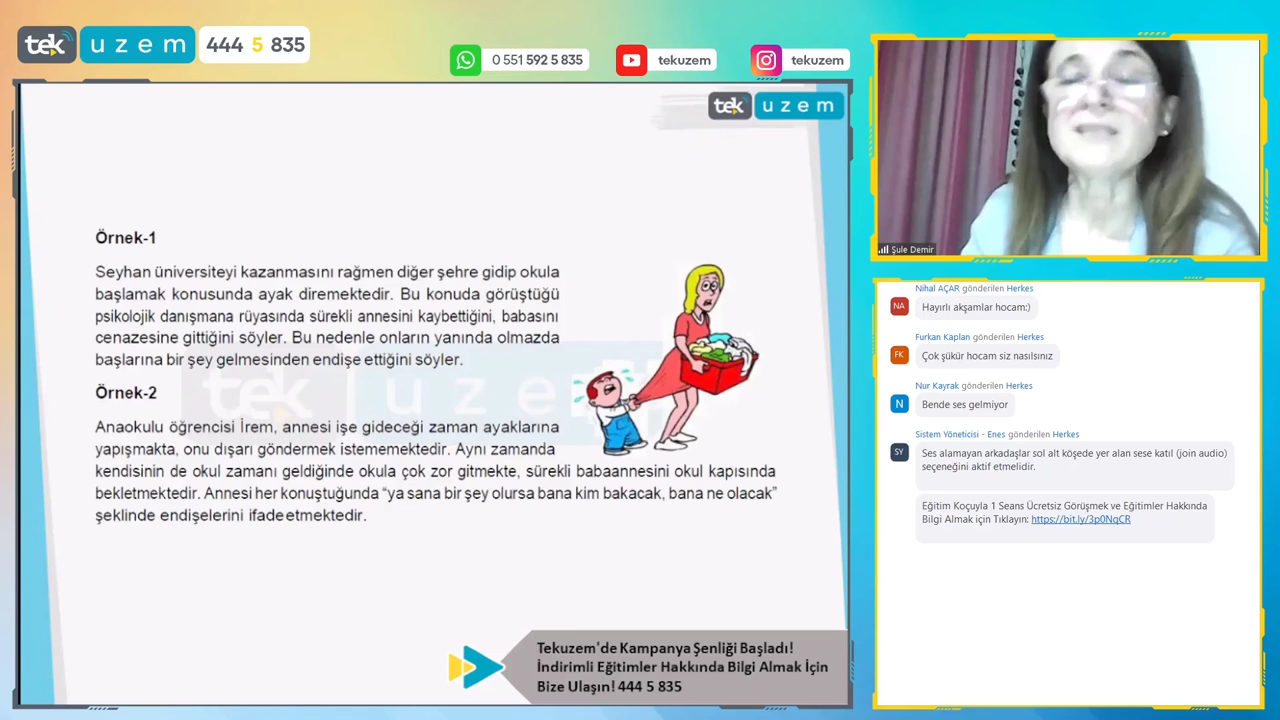 tek uzem 444 5 835
0 551 592 5 835
tekuzem
tekuzem
tek uzem
Örnek-1
Seyhan üniversiteyi kazanmasını rağmen diğer şehre gidip okula
başlamak konusunda ayak diremektedir. Bu konuda görüştüğü
psikolojik danışmana rüyasında sürekli annesini kaybettiğini, babasını
cenazesine gittiğini söyler. Bu nedenle onların yanında olmazda
başlarına bir şey gelmesinden endişe ettiğini söyler.
Örnek-2
Anaokulu öğrencisi İrem, annesi işe gideceği zaman ayaklarına
yapışmakta, onu dışarı göndermek istememektedir. Aynı zamanda
kendisinin de okul zamanı geldiğinde okula çok zor gitmekte, sürekli babaannesini okul kapısında
bekletmektedir. Annesi her konuştuğunda “ya sana bir şey olursa bana kim bakacak, bana ne olacak”
şeklinde endişelerini ifade etmektedir.
tek uzem
Tekuzem'de Kampanya Şenliği Başladı!
İndirimli Eğitimler Hakkında Bilgi Almak İçin
Bize Ulaşın! 444 5 835
Şule Demir
Nihal AÇAR gönderilen Herkes
NA
Hayırlı akşamlar hocam:)
Furkan Kaplan gönderilen Herkes
FK
Çok şükür hocam siz nasılsınız
Nur Kayrak gönderilen Herkes
N
Bende ses gelmiyor
Sistem Yöneticisi - Enes gönderilen Herkes
SY
Ses alamayan arkadaşlar sol alt köşede yer alan sese katıl (join audio)
seçeneğini aktif etmelidir.
Eğitim Koçuyla 1 Seans Ücretsiz Görüşmek ve Eğitimler Hakkında
Bilgi Almak için Tıklayın: https://bit.ly/3p0NqCR